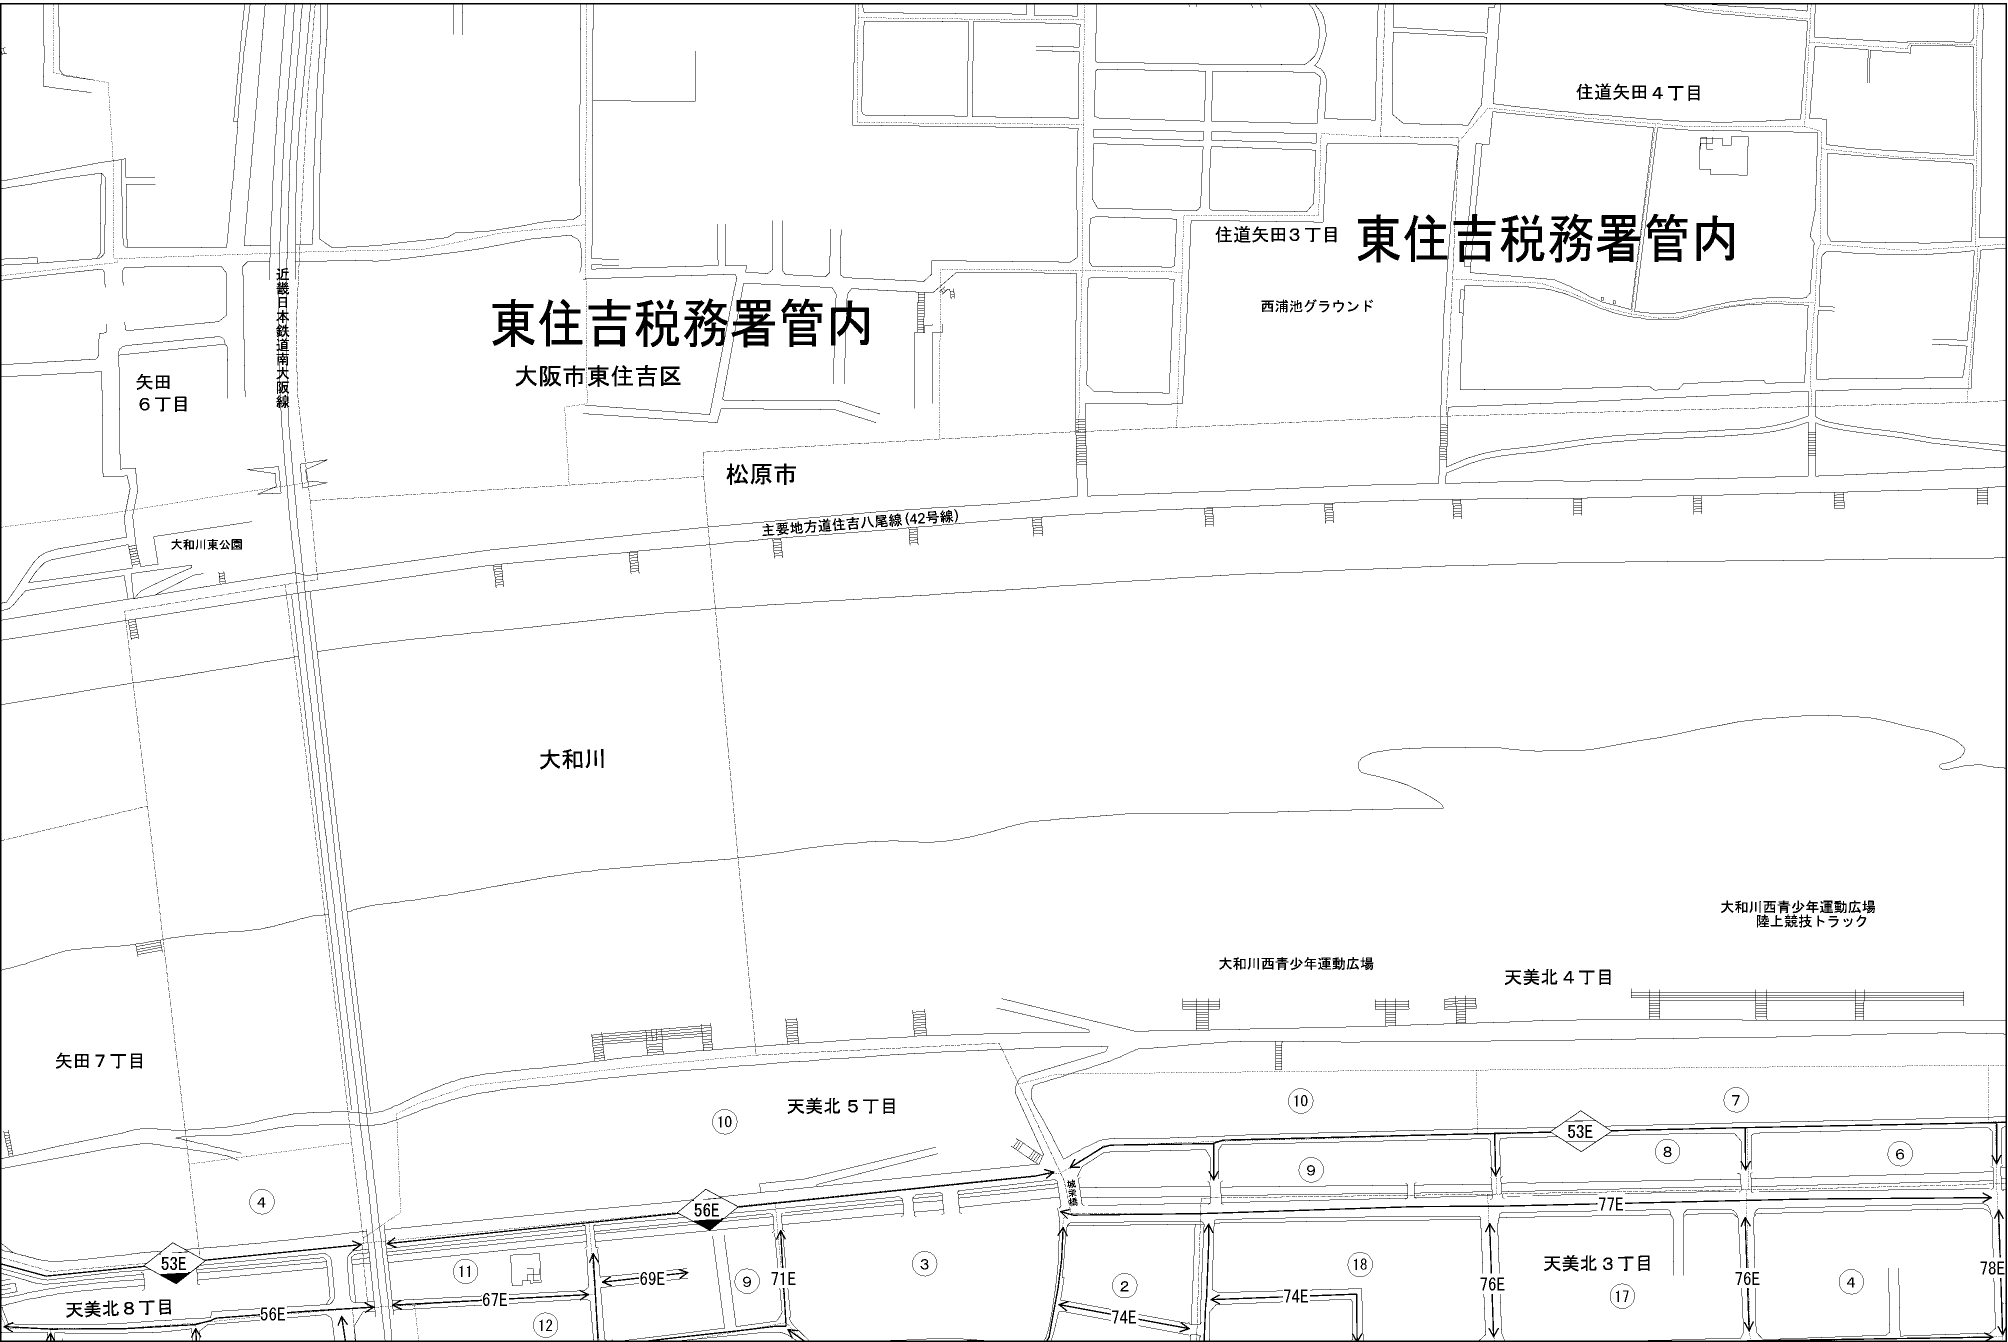 住道矢田４丁目
住道矢田３丁目
東住吉税務署管内
近畿日本鉄道南大阪線
西浦池グラウンド
東住吉税務署管内
大阪市東住吉区
矢田
６丁目
松原市
主要地方道住吉八尾線(42号線)
大和川東公園
大和川
大和川西青少年運動広場
陸上競技トラック
大和川西青少年運動広場
天美北４丁目
矢田７丁目
天美北５丁目
⑩
⑩
⑦
53E
⑧
⑥
⑨
城栄橋
④
56E
77E
53E
⑪
69E
⑨
71E
③
②
⑱
天美北３丁目
76E
⑰
76E
④
78E
天美北８丁目
56E
67E
⑫
74E
74E